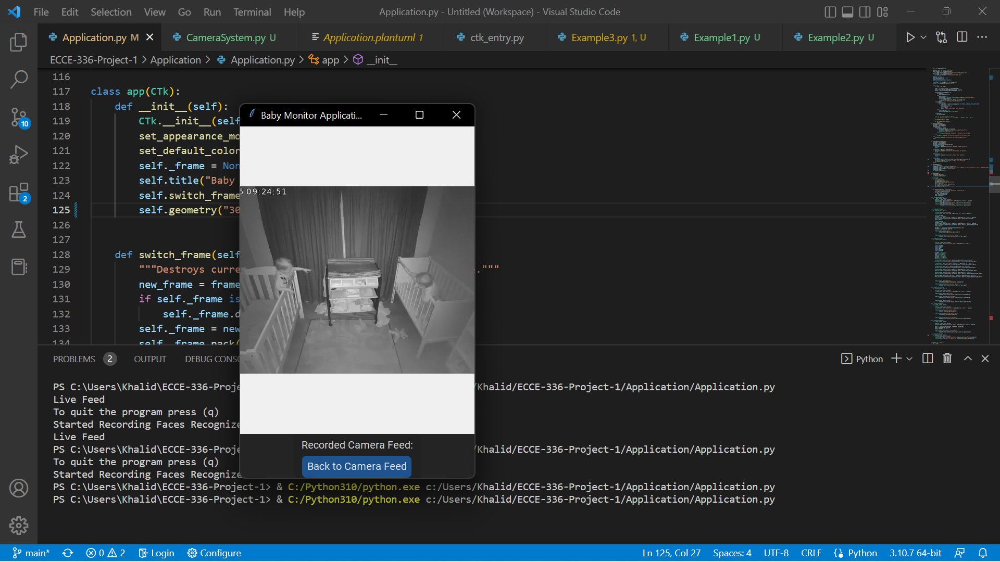 File Edit Selection View Go Run Terminal Help
Application.py - Untitled (Workspace) - Visual Studio Code
Application.py M
CameraSystem.py U
Application.plantuml 1
ctk_entry.py
Example3.py 1, U
Example1.py U
Example2.py U
ECCE-336-Project-1 > Application > Application.py > app > __init__
116
117 class app(CTk):
118 def __init__(self):
119 CTk.__init__(self
120 set_appearance_mo
121 set_default_color
122 self._frame = Non
123 self.title("Baby
124 self.switch_frame
125 self.geometry("30
126
127
128 def switch_frame(self
129 """Destroys curre ."""
130 new_frame = frame
131 if self._frame is
132 self._frame.d
133 self._frame = new
134 self._frame.pack(
10
2
Baby Monitor Applicati...
09:24:51
Recorded Camera Feed:
Back to Camera Feed
PROBLEMS 2 OUTPUT DEBUG CONSO
Python
PS C:\Users\Khalid\ECCE-336-Proje /Khalid/ECCE-336-Project-1/Application/Application.py
Live Feed
To quit the program press (q)
Started Recording Faces Recognize
Live Feed
PS C:\Users\Khalid\ECCE-336-Proje /Khalid/ECCE-336-Project-1/Application/Application.py
To quit the program press (q)
Started Recording Faces Recognize
PS C:\Users\Khalid\ECCE-336-Project-1> & C:/Python310/python.exe c:/Users/Khalid/ECCE-336-Project-1/Application/Application.py
PS C:\Users\Khalid\ECCE-336-Project-1> & C:/Python310/python.exe c:/Users/Khalid/ECCE-336-Project-1/Application/Application.py
main* 0 2 Login Configure
Ln 125, Col 27 Spaces: 4 UTF-8 CRLF Python 3.10.7 64-bit